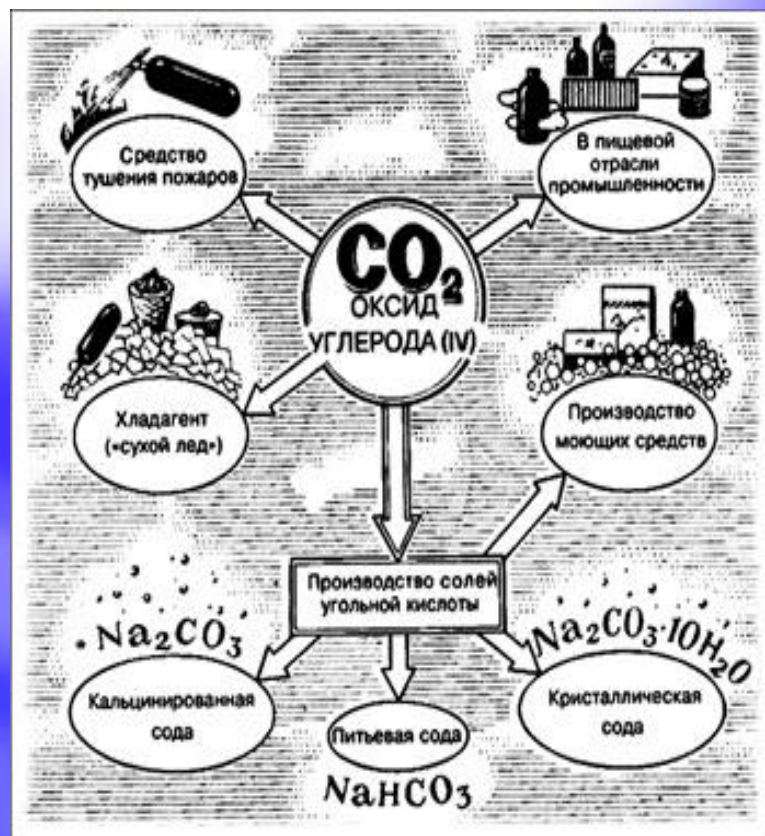 Средство
тушения пожаров
В пищевой
отрасли
промышленности
CO₂
ОКСИД
УГЛЕРОДА (IV)
Хладагент
(«сухой лед»)
Производство
моющих средств
Производство солей
угольной кислоты
Na₂CO₃
Na₂CO₃·10H₂O
Кальцинированная
сода
Питьевая сода
Кристаллическая
сода
NaHCO₃